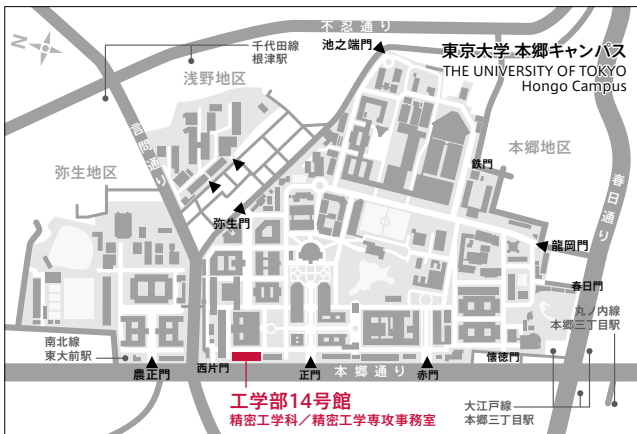 不忍通り
池之端門
東京大学 本郷キャンパス
THE UNIVERSITY OF TOKYO
Hongo Campus
千代田線
根津駅
浅野地区
N
言問通り
弥生地区
本郷地区
鉄門
春日通り
弥生門
龍岡門
春日門
丸ノ内線
本郷三丁目駅
南北線
東大前駅
農正門
西片門
正門
本郷通り
赤門
懐徳門
工学部14号館
精密工学科／精密工学専攻事務室
大江戸線
本郷三丁目駅